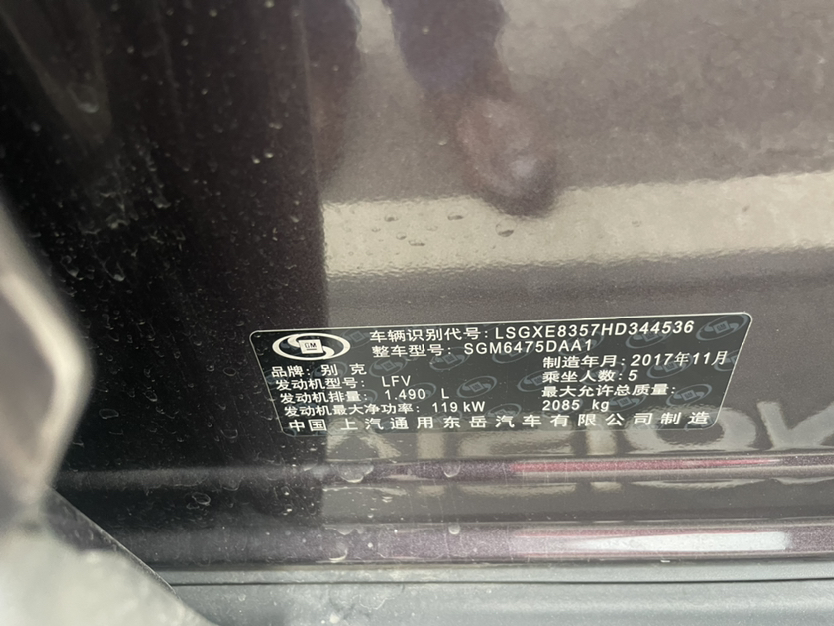 GM
车辆识别代号: LSGXE8357HD344536
整车型号: SGM6475DAA1
品牌: 别克 制造年月: 2017年11月
发动机型号: LFV 乘坐人数: 5
发动机排量: 1.490 L 最大允许总质量:
发动机最大净功率: 119 kW 2085 kg
中国上汽通用东岳汽车有限公司制造